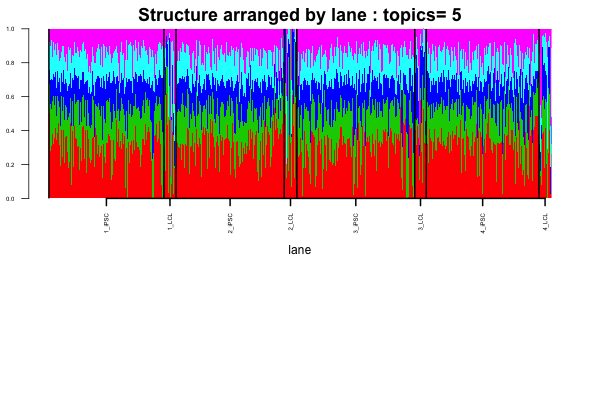 Structure arranged by lane : topics= 5
1.0
0.8
0.6
0.4
0.2
0.0
1_iPSC
1_LCL
2_iPSC
2_LCL
3_iPSC
3_LCL
4_iPSC
4_LCL
lane